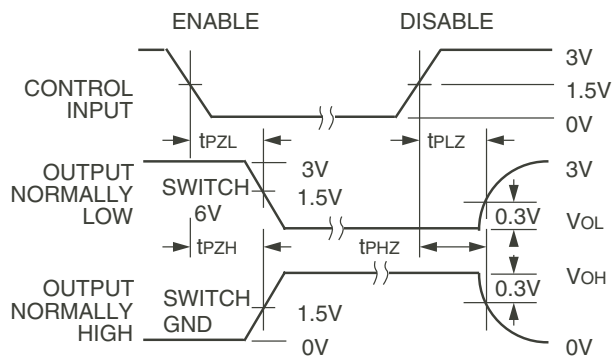 ENABLE DISABLE
3V
CONTROL
INPUT
1.5V
0V
tPZL tPLZ
OUTPUT
NORMALLY
LOW
SWITCH
6V
3V
1.5V
3V
0.3V
VOL
tPZH tPHZ
OUTPUT
NORMALLY
HIGH
SWITCH
GND
1.5V
0V
VOH
0.3V
0V